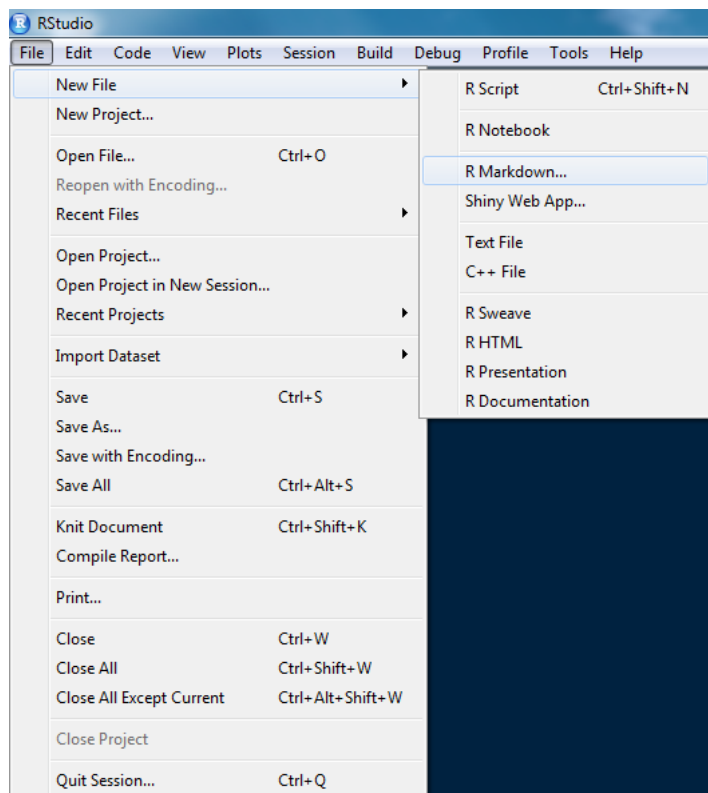 R RStudio
File Edit Code View Plots Session Build Debug Profile Tools Help
New File
New Project...
Open File... Ctrl+O
Reopen with Encoding...
Recent Files
Open Project...
Open Project in New Session...
Recent Projects
Import Dataset
Save Ctrl+S
Save As...
Save with Encoding...
Save All Ctrl+Alt+S
Knit Document Ctrl+Shift+K
Compile Report...
Print...
Close Ctrl+W
Close All Ctrl+Shift+W
Close All Except Current Ctrl+Alt+Shift+W
Close Project
Quit Session... Ctrl+Q
R Script Ctrl+Shift+N
R Notebook
R Markdown...
Shiny Web App...
Text File
C++ File
R Sweave
R HTML
R Presentation
R Documentation